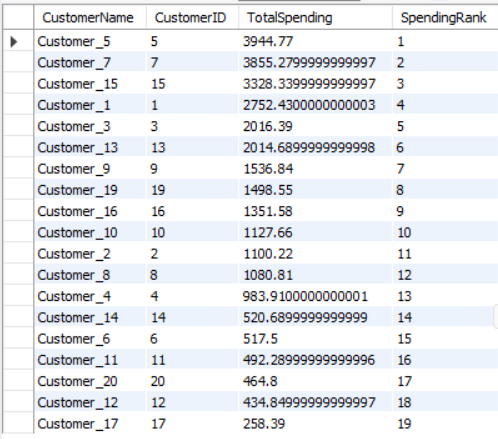 CustomerName CustomerID TotalSpending SpendingRank
Customer_5 5 3944.77 1
Customer_7 7 3855.2799999999997 2
Customer_15 15 3328.3399999999997 3
Customer_1 1 2752.4300000000003 4
Customer_3 3 2016.39 5
Customer_13 13 2014.6899999999998 6
Customer_9 9 1536.84 7
Customer_19 19 1498.55 8
Customer_16 16 1351.58 9
Customer_10 10 1127.66 10
Customer_2 2 1100.22 11
Customer_8 8 1080.81 12
Customer_4 4 983.9100000000001 13
Customer_14 14 520.6899999999999 14
Customer_6 6 517.5 15
Customer_11 11 492.28999999999996 16
Customer_20 20 464.8 17
Customer_12 12 434.84999999999997 18
Customer_17 17 258.39 19